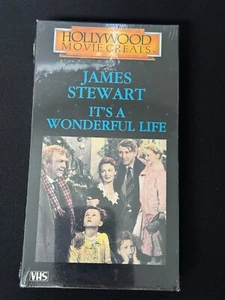 HOLLYWOOD
MOVIE GREATS
JAMES
STEWART
IT'S A
WONDERFUL LIFE
VHS